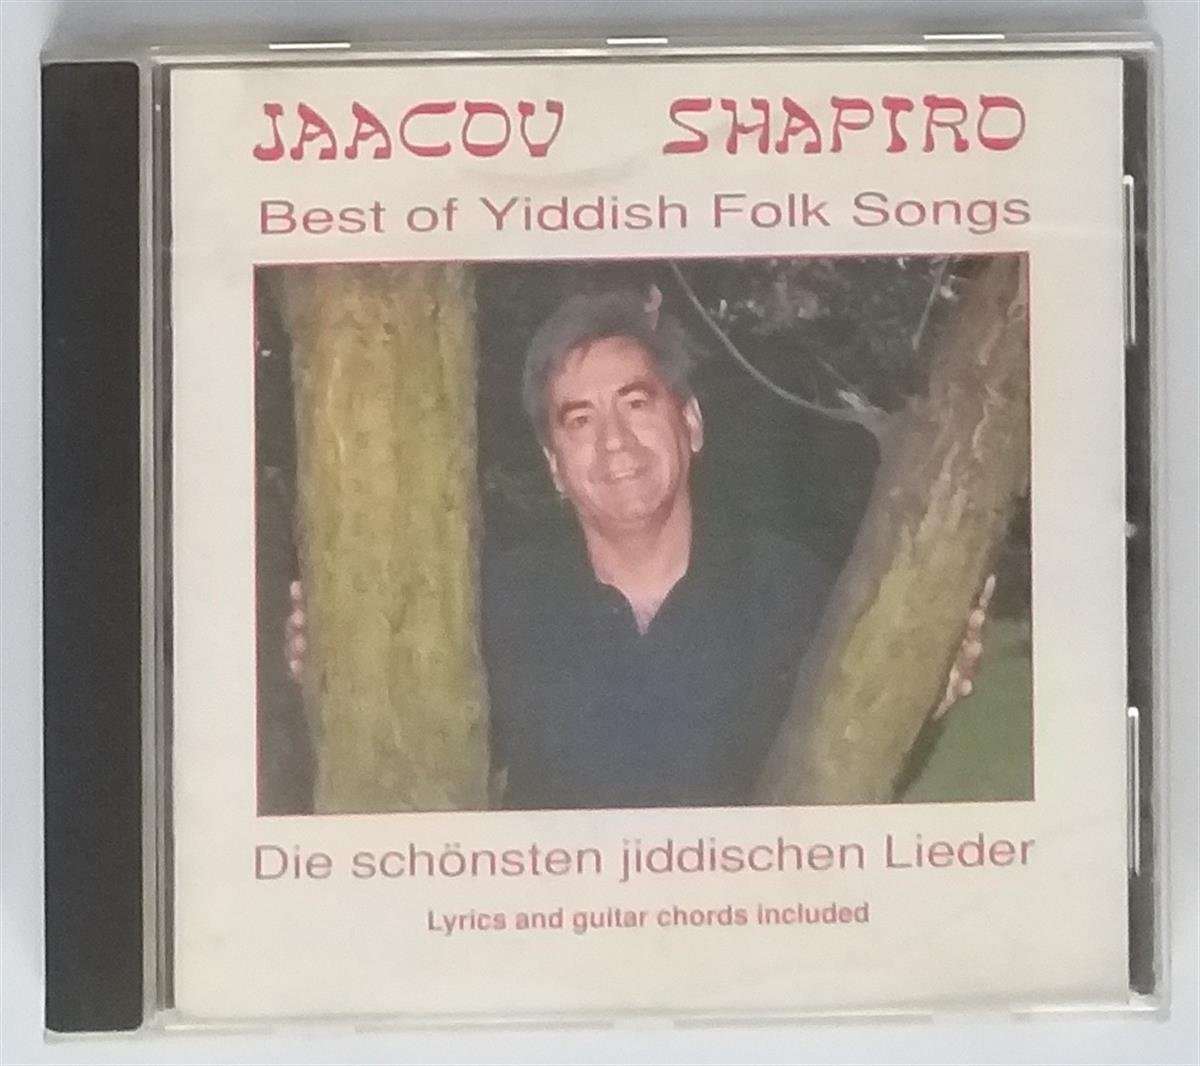 JAACOV SHAPIRO
Best of Yiddish Folk Songs
Die schönsten jiddischen Lieder
Lyrics and guitar chords included